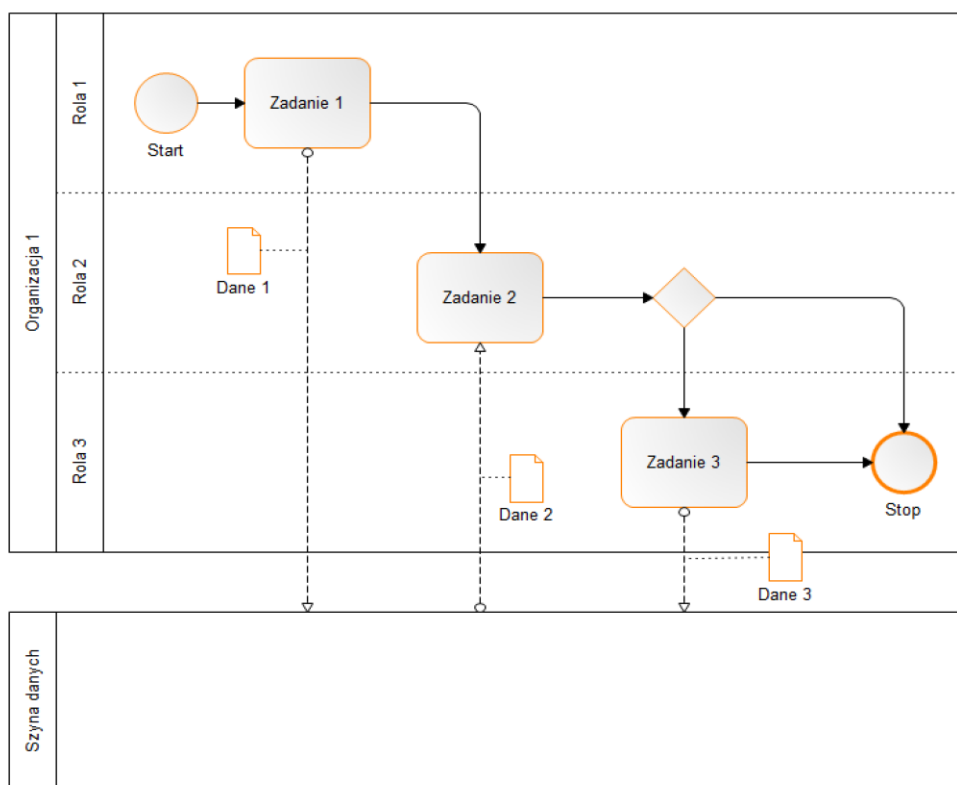 Organizacja 1
Rola 1
Start
Zadanie 1
Rola 2
Dane 1
Zadanie 2
Rola 3
Dane 2
Zadanie 3
Stop
Dane 3
Szyna danych